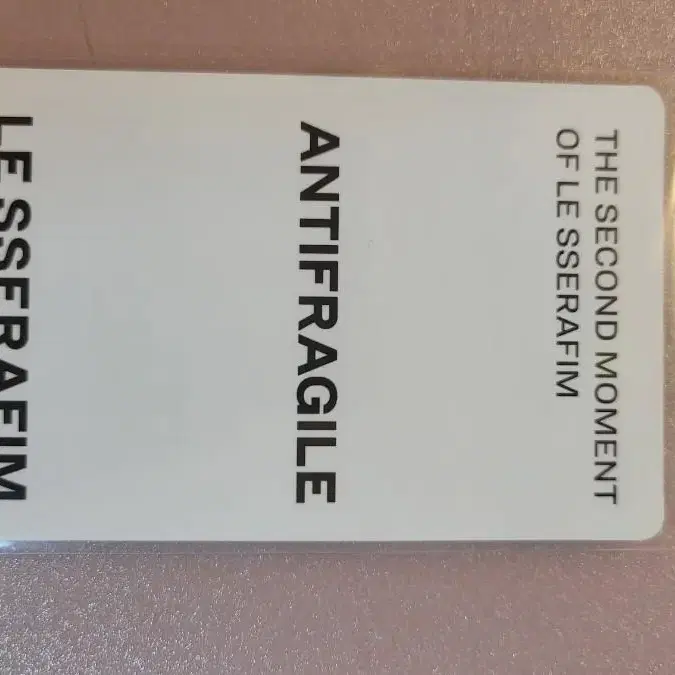 THE SECOND MOMENT
OF LE SSERAFIM
ANTIFRAGILE
LE SSERAFIM